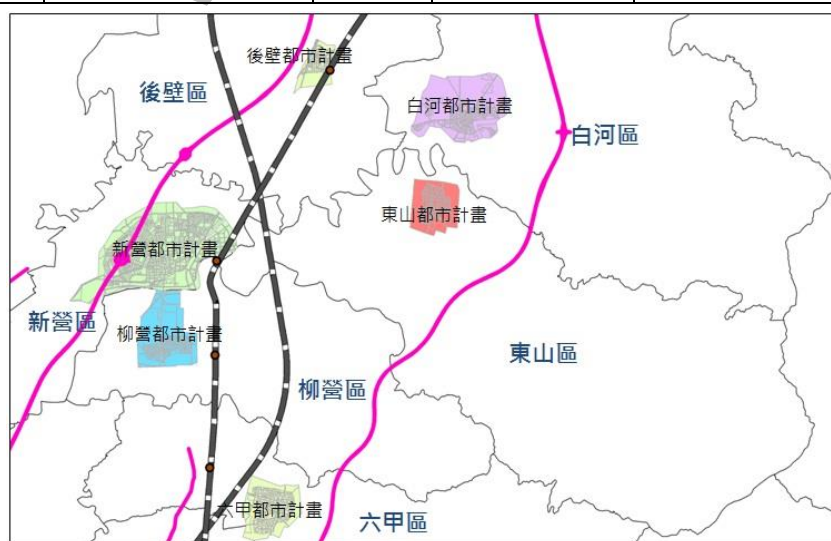 後壁都市計畫
後壁區
白河都市計畫
白河區
東山都市計畫
新營都市計畫
新營區
柳營都市計畫
東山區
柳營區
六甲都市計畫
六甲區